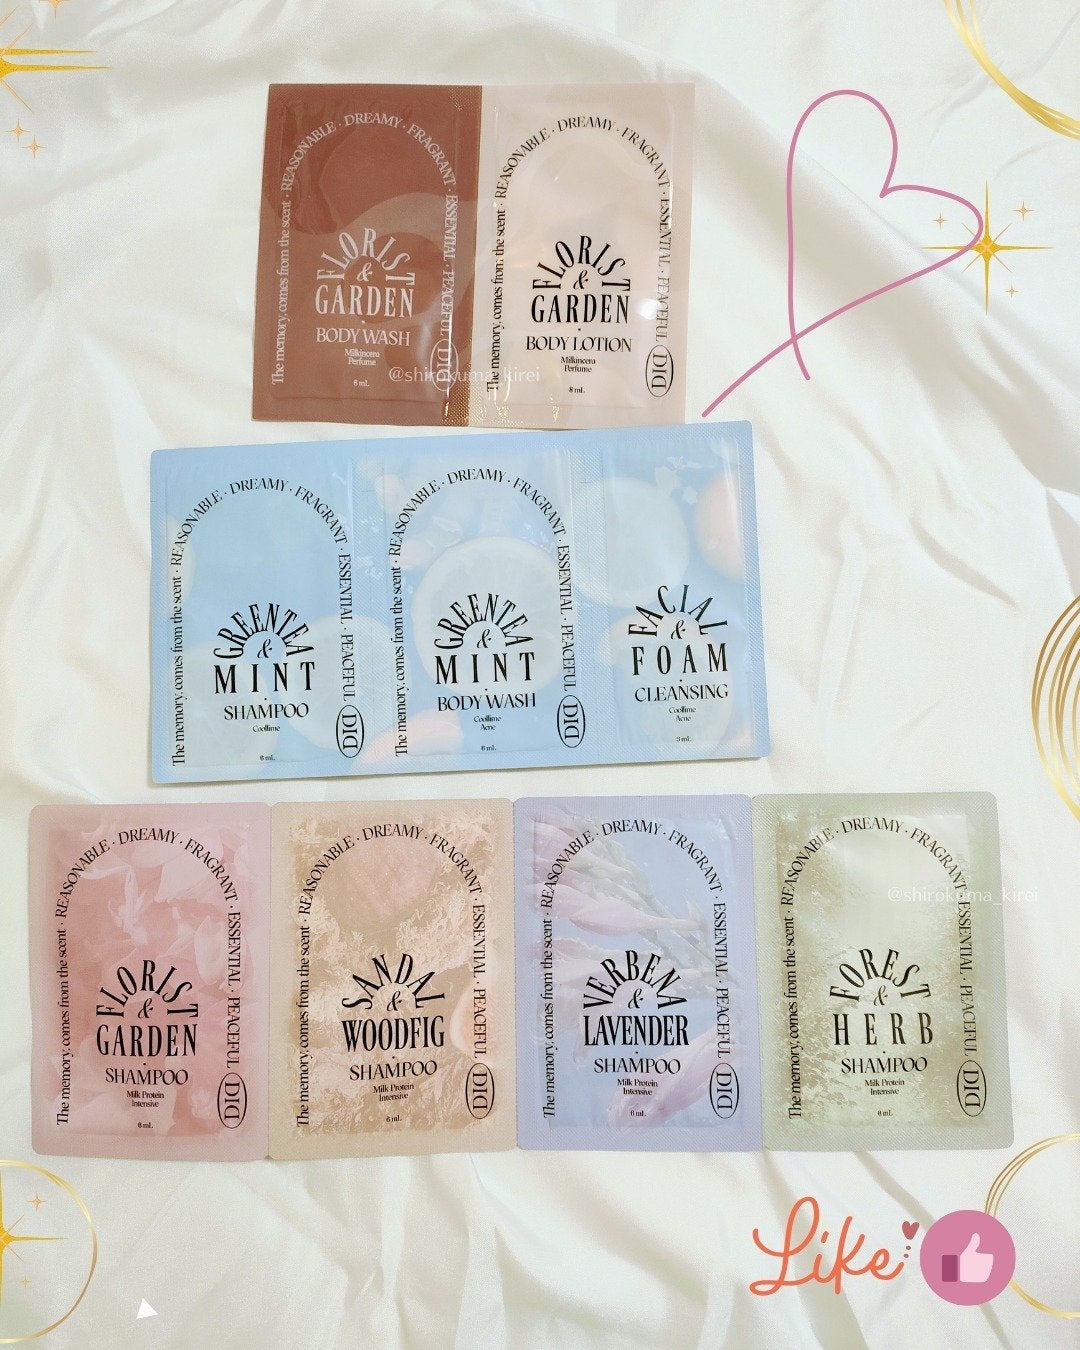 The memory, comes from the scent · REASONABLE · DREAMY · FRAGRANT · ESSENTIAL · PEACEFUL DID
FLORIST
&
GARDEN
BODY WASH
Milkincera
Perfume
6 mL
The memory, comes from the scent · REASONABLE · DREAMY · FRAGRANT · ESSENTIAL · PEACEFUL DID
FLORIST
&
GARDEN
BODY LOTION
Milkincera
Perfume
8 mL
@shirokuma_kirei
The memory, comes from the scent · REASONABLE · DREAMY · FRAGRANT · ESSENTIAL · PEACEFUL DID
GREENTEA
&
MINT
SHAMPOO
Coollime
6 mL
The memory, comes from the scent · REASONABLE · DREAMY · FRAGRANT · ESSENTIAL · PEACEFUL DID
GREENTEA
&
MINT
BODY WASH
Coollime
Acne
6 mL
FACIAL
&
FOAM
CLEANSING
Coollime
Acne
3 mL
The memory, comes from the scent · REASONABLE · DREAMY · FRAGRANT · ESSENTIAL · PEACEFUL DID
FLORIST
&
GARDEN
SHAMPOO
Milk Protein
Intensive
6 mL
The memory, comes from the scent · REASONABLE · DREAMY · FRAGRANT · ESSENTIAL · PEACEFUL DID
SANDAL
&
WOODFIG
SHAMPOO
Milk Protein
Intensive
6 mL
The memory, comes from the scent · REASONABLE · DREAMY · FRAGRANT · ESSENTIAL · PEACEFUL DID
VERBENA
&
LAVENDER
SHAMPOO
Milk Protein
Intensive
6 mL
The memory, comes from the scent · REASONABLE · DREAMY · FRAGRANT · ESSENTIAL · PEACEFUL DID
FOREST
&
HERB
SHAMPOO
Milk Protein
Intensive
6 mL
@shirokuma_kirei
Like